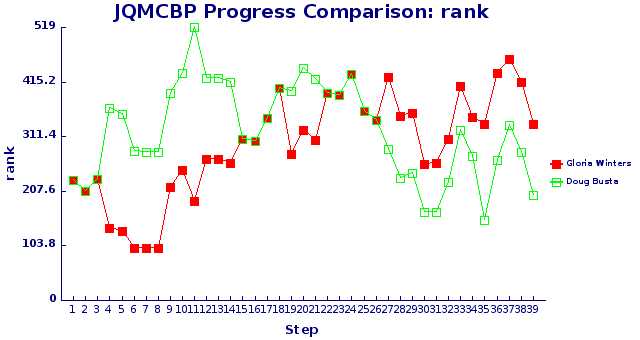 JQMCBP Progress Comparison: rank
519
415.2
311.4
207.6
103.8
0
rank
1 2 3 4 5 6 7 8 9 10 11 12 13 14 15 16 17 18 19 20 21 22 23 24 25 26 27 28 29 30 31 32 33 34 35 36 37 38 39
Step
Gloria Winters
Doug Busta